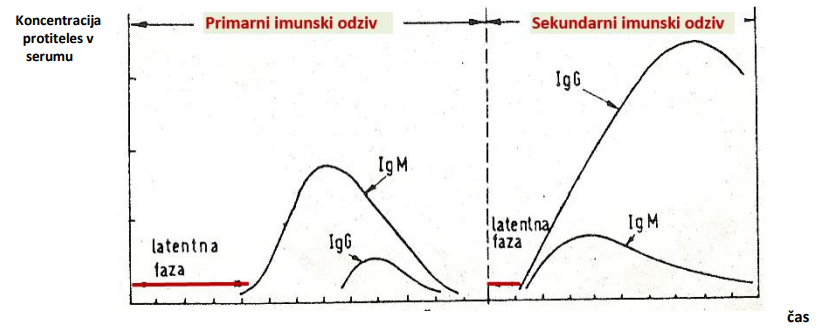 Koncentracija
protiteles v
serumu
Primarni imunski odziv
Sekundarni imunski odziv
IgG
IgM
latentna
faza
IgG
latentna
faza
IgM
čas